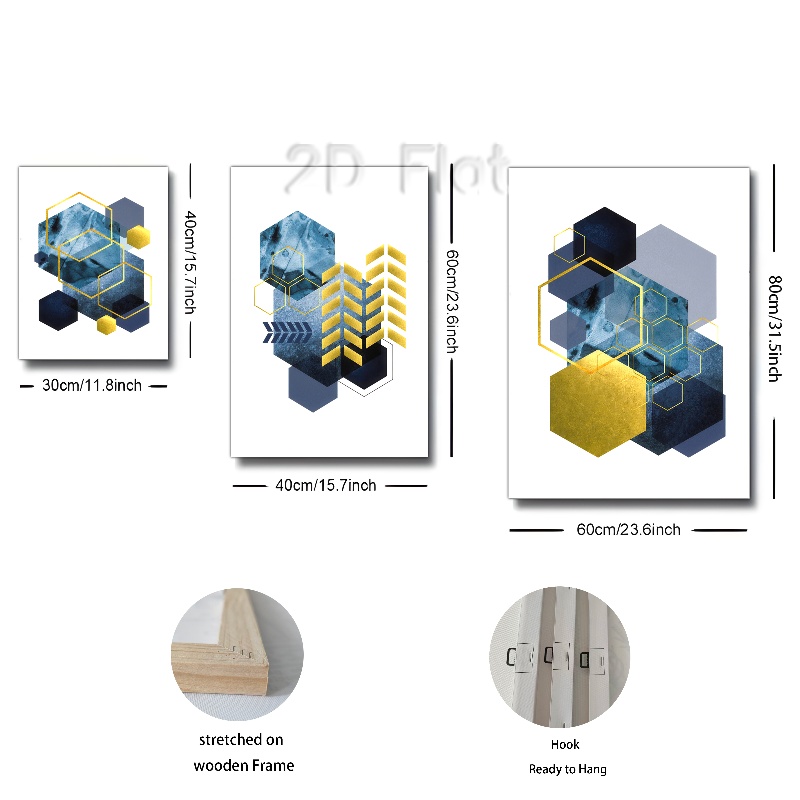 2D Flat
40cm/15.7inch
60cm/23.6inch
80cm/31.5inch
30cm/11.8inch
40cm/15.7inch
60cm/23.6inch
stretched on
wooden Frame
Hook
Ready to Hang